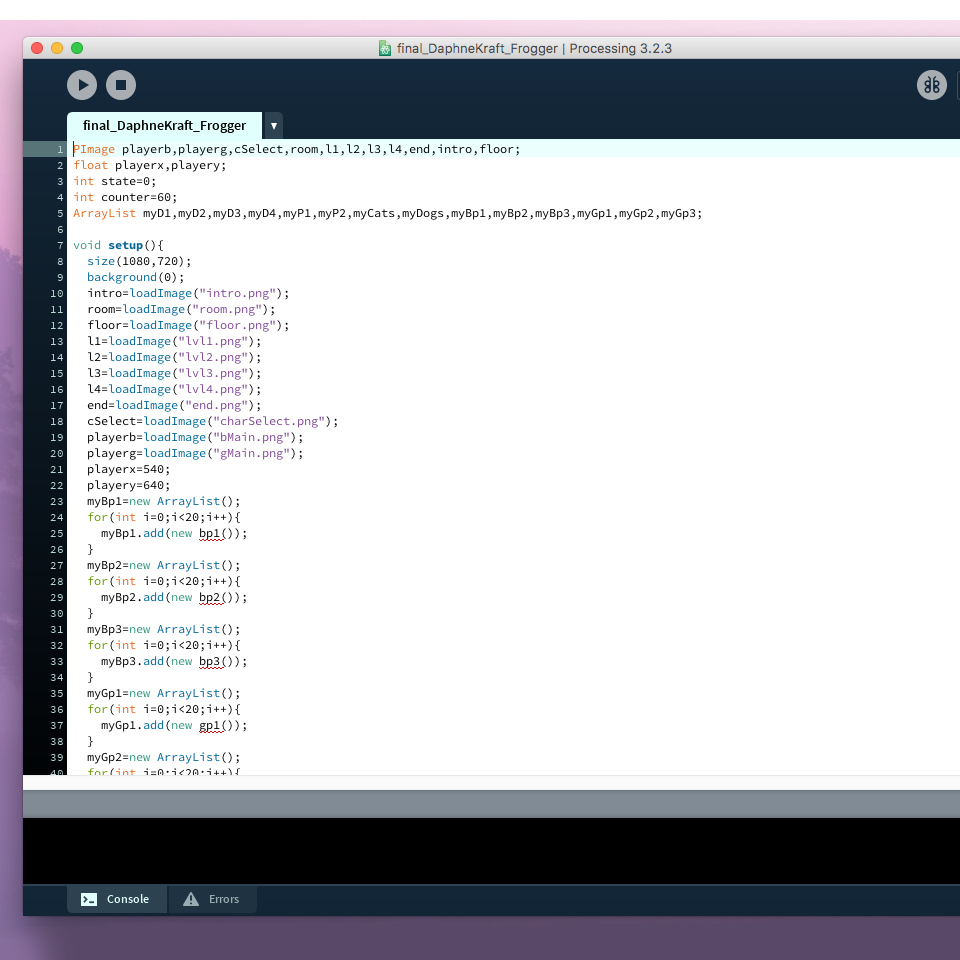 final_DaphneKraft_Frogger | Processing 3.2.3
final_DaphneKraft_Frogger ▼
1 PImage playerb,playerg,cSelect,room,l1,l2,l3,l4,end,intro,floor;
2 float playerx,playery;
3 int state=0;
4 int counter=60;
5 ArrayList myD1,myD2,myD3,myD4,myP1,myP2,myCats,myDogs,myBp1,myBp2,myBp3,myGp1,myGp2,myGp3;
6
7 void setup(){
8 size(1080,720);
9 background(0);
10 intro=loadImage("intro.png");
11 room=loadImage("room.png");
12 floor=loadImage("floor.png");
13 l1=loadImage("lvl1.png");
14 l2=loadImage("lvl2.png");
15 l3=loadImage("lvl3.png");
16 l4=loadImage("lvl4.png");
17 end=loadImage("end.png");
18 cSelect=loadImage("charSelect.png");
19 playerb=loadImage("bMain.png");
20 playerg=loadImage("gMain.png");
21 playerx=540;
22 playery=640;
23 myBp1=new ArrayList();
24 for(int i=0;i<20;i++){
25 myBp1.add(new bp1());
26 }
27 myBp2=new ArrayList();
28 for(int i=0;i<20;i++){
29 myBp2.add(new bp2());
30 }
31 myBp3=new ArrayList();
32 for(int i=0;i<20;i++){
33 myBp3.add(new bp3());
34 }
35 myGp1=new ArrayList();
36 for(int i=0;i<20;i++){
37 myGp1.add(new gp1());
38 }
39 myGp2=new ArrayList();
40 for(int i=0;i<20;i++){
Console Errors